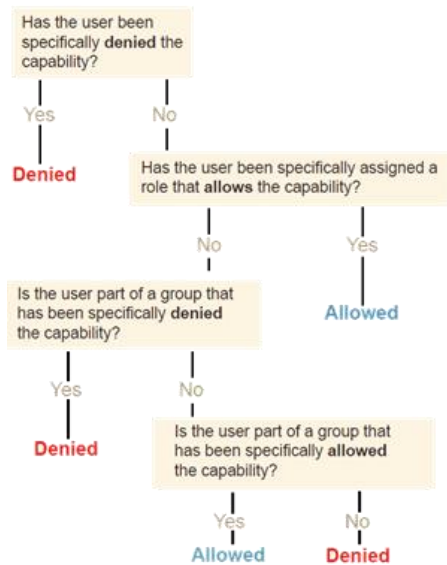 Has the user been
specifically denied the
capability?
Yes
No
Denied
Has the user been specifically assigned a
role that allows the capability?
No
Yes
Is the user part of a group that
has been specifically denied
the capability?
Allowed
Yes
No
Denied
Is the user part of a group that
has been specifically allowed
the capability?
Yes
No
Allowed
Denied